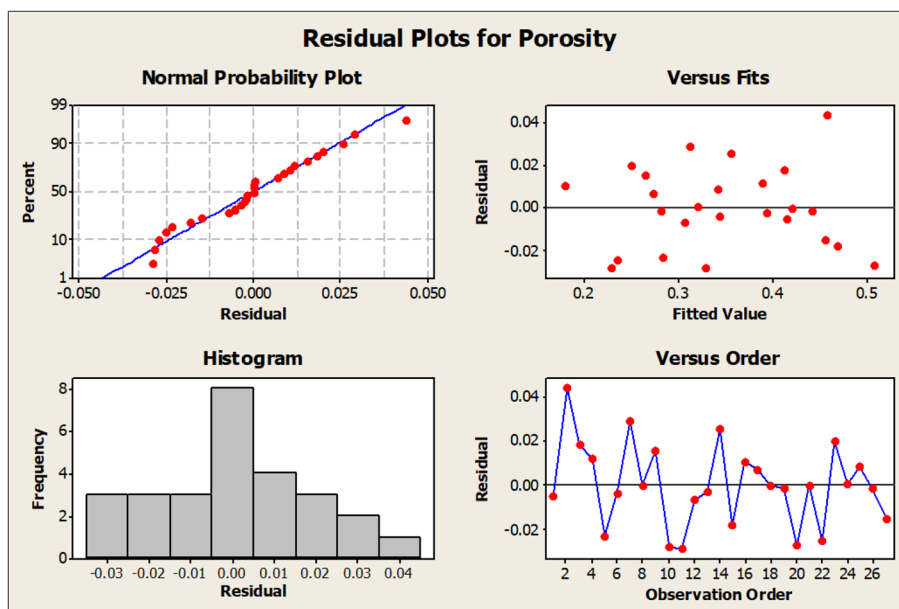 Residual Plots for Porosity
Normal Probability Plot
Percent
99
90
50
10
1
-0.050 -0.025 0.000 0.025 0.050
Residual
Versus Fits
Residual
0.04
0.02
0.00
-0.02
0.2 0.3 0.4 0.5
Fitted Value
Histogram
Frequency
8
6
4
2
0
-0.03 -0.02 -0.01 0.00 0.01 0.02 0.03 0.04
Residual
Versus Order
Residual
0.04
0.02
0.00
-0.02
2 4 6 8 10 12 14 16 18 20 22 24 26
Observation Order